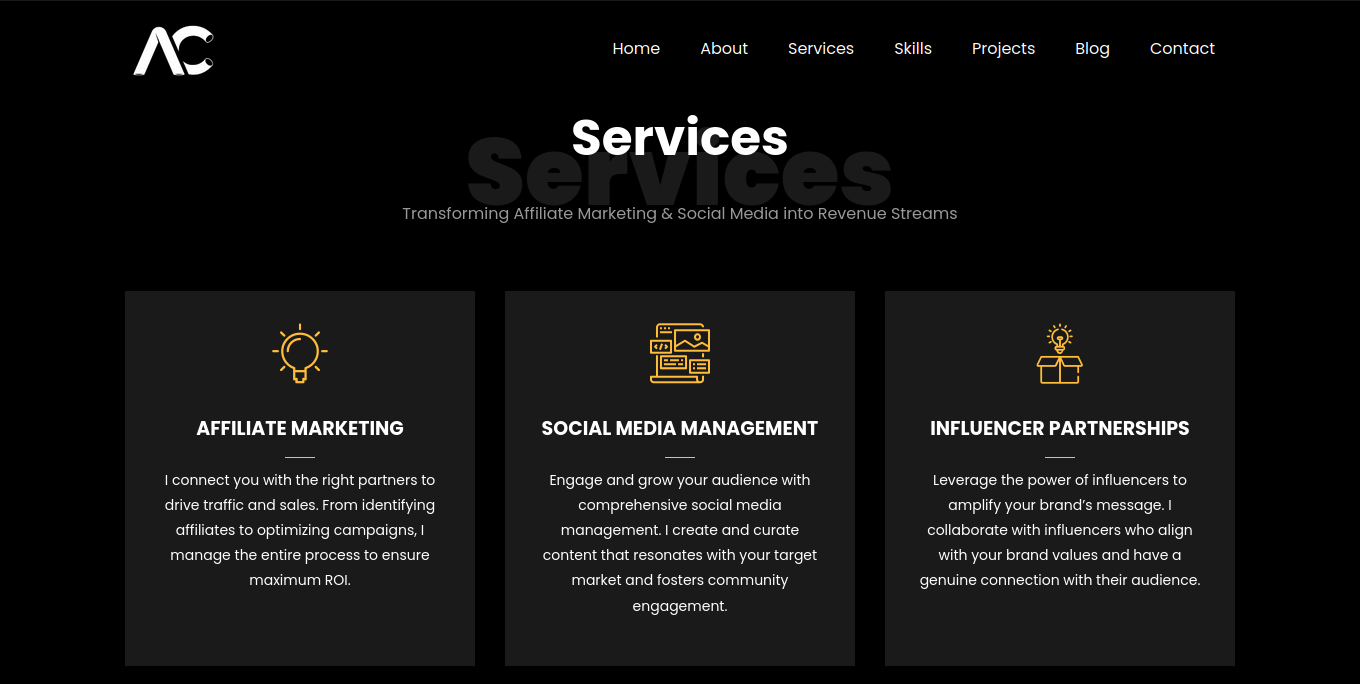 AC
Home About Services Skills Projects Blog Contact
Services
Services
Transforming Affiliate Marketing & Social Media into Revenue Streams
AFFILIATE MARKETING
I connect you with the right partners to
drive traffic and sales. From identifying
affiliates to optimizing campaigns, I
manage the entire process to ensure
maximum ROI.
SOCIAL MEDIA MANAGEMENT
Engage and grow your audience with
comprehensive social media
management. I create and curate
content that resonates with your target
market and fosters community
engagement.
INFLUENCER PARTNERSHIPS
Leverage the power of influencers to
amplify your brand’s message. I
collaborate with influencers who align
with your brand values and have a
genuine connection with their audience.